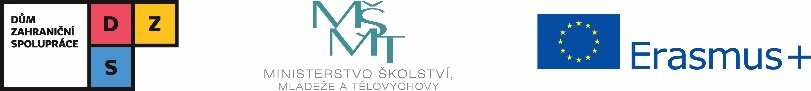 DŮM
ZAHRANIČNÍ
SPOLUPRÁCE
D Z
S
MŠ
MT
MINISTERSTVO ŠKOLSTVÍ,
MLÁDEŽE A TĚLOVÝCHOVY
Erasmus+